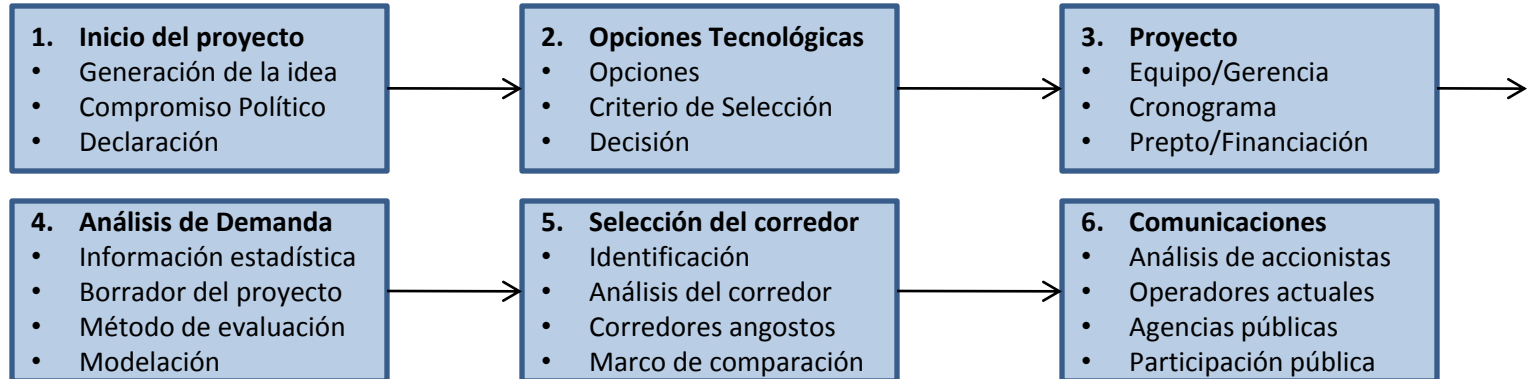 1. Inicio del proyecto
• Generación de la idea
• Compromiso Político
• Declaración
2. Opciones Tecnológicas
• Opciones
• Criterio de Selección
• Decisión
3. Proyecto
• Equipo/Gerencia
• Cronograma
• Prepto/Financiación
4. Análisis de Demanda
• Información estadística
• Borrador del proyecto
• Método de evaluación
• Modelación
5. Selección del corredor
• Identificación
• Análisis del corredor
• Corredores angostos
• Marco de comparación
6. Comunicaciones
• Análisis de accionistas
• Operadores actuales
• Agencias públicas
• Participación pública